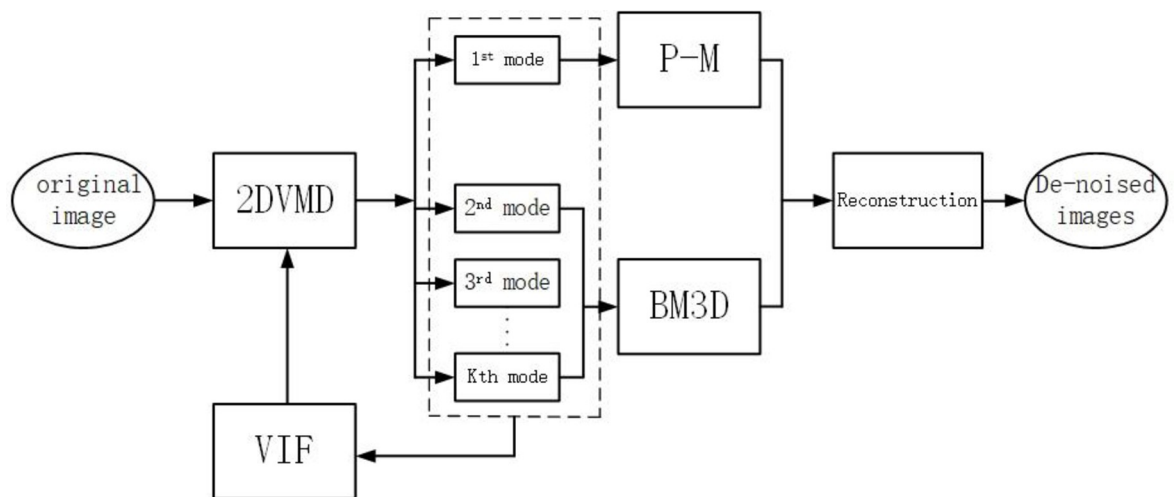 original
image
2DVMD
1st mode
2nd mode
3rd mode
⋮
Kth mode
VIF
P-M
BM3D
Reconstruction
De-noised
images